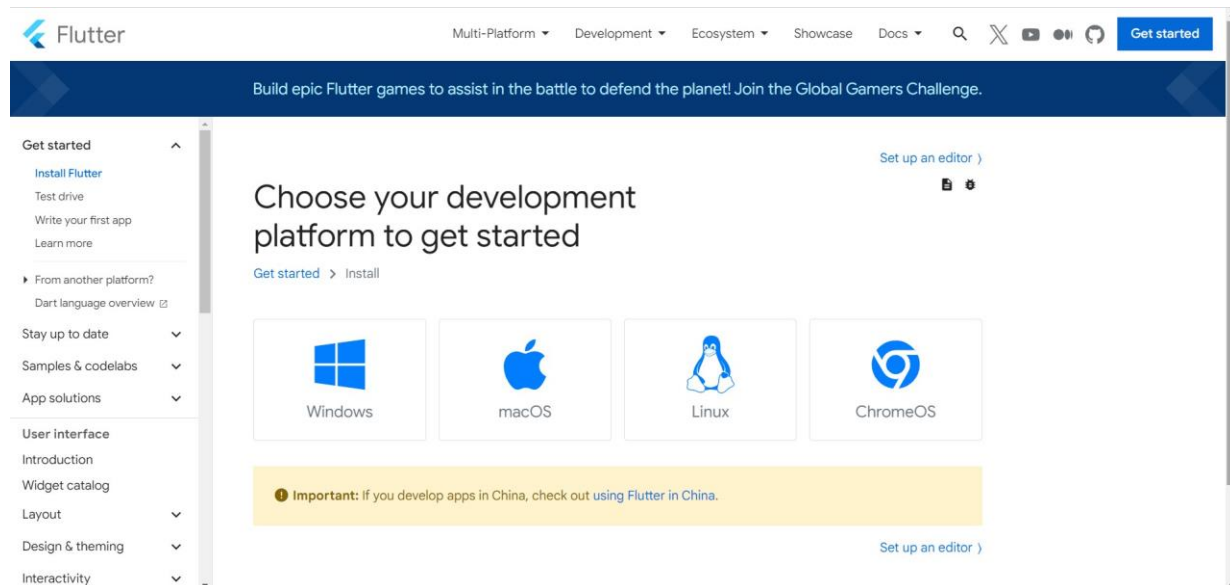 Flutter
Multi-Platform
Development
Ecosystem
Showcase
Docs
Get started
Build epic Flutter games to assist in the battle to defend the planet! Join the Global Gamers Challenge.
Get started
Install Flutter
Test drive
Write your first app
Learn more
From another platform?
Dart language overview
Stay up to date
Samples & codelabs
App solutions
User interface
Introduction
Widget catalog
Layout
Design & theming
Interactivity
Set up an editor
Choose your development
platform to get started
Get started > Install
Windows
macOS
Linux
ChromeOS
Important: If you develop apps in China, check out using Flutter in China.
Set up an editor